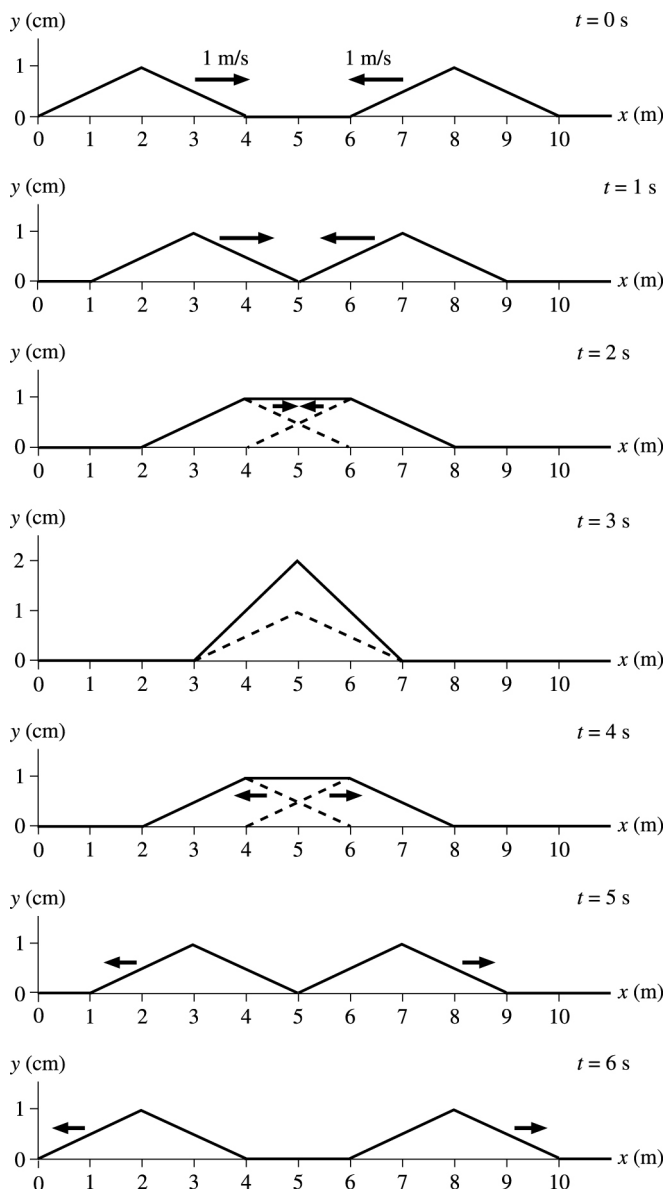 y (cm) t = 0 s
1 m/s 1 m/s
1
0
x (m)
0 1 2 3 4 5 6 7 8 9 10
y (cm) t = 1 s
1
0
x (m)
0 1 2 3 4 5 6 7 8 9 10
y (cm) t = 2 s
1
0
x (m)
0 1 2 3 4 5 6 7 8 9 10
y (cm) t = 3 s
2
1
0
x (m)
0 1 2 3 4 5 6 7 8 9 10
y (cm) t = 4 s
1
0
x (m)
0 1 2 3 4 5 6 7 8 9 10
y (cm) t = 5 s
1
0
x (m)
0 1 2 3 4 5 6 7 8 9 10
y (cm) t = 6 s
1
0
x (m)
0 1 2 3 4 5 6 7 8 9 10